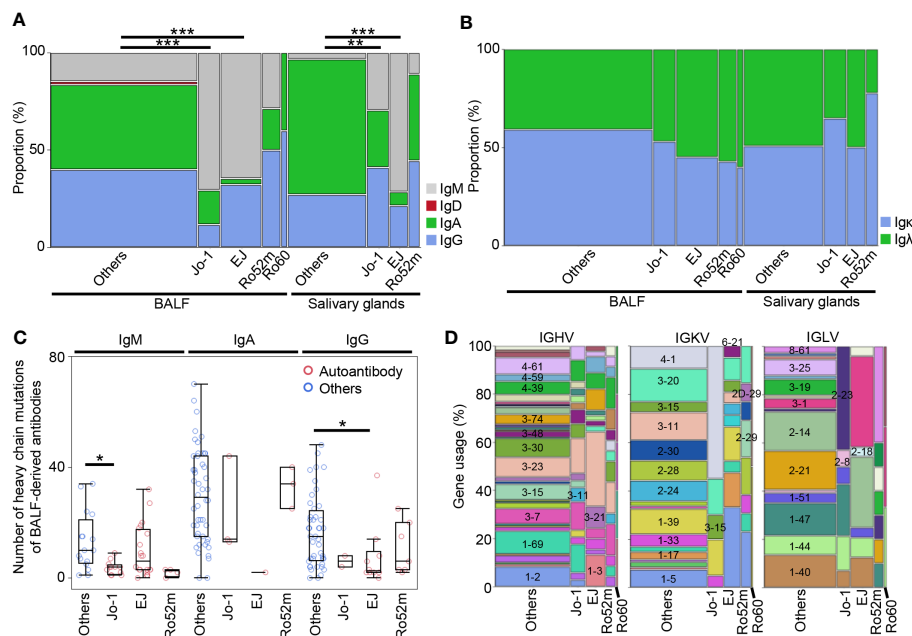 A
*** ***
*** **
100
50
0
Proportion (%)
IgM
IgD
IgA
IgG
Others Jo-1 EJ Ro52m Ro60 Others Jo-1 EJ Ro52m
BALF Salivary glands
B
100
50
0
Proportion (%)
Igκ
Igλ
Others Jo-1 EJ Ro52m Ro60 Others Jo-1 EJ Ro52m
BALF Salivary glands
C
IgM IgA IgG
80
40
0
Number of heavy chain mutations
of BALF-derived antibodies
Autoantibody
Others
* *
Others Jo-1 EJ Ro52m Others Jo-1 EJ Ro52m Others Jo-1 EJ Ro52m
D
IGHV IGKV IGLV
100
80
60
40
20
0
Gene usage (%)
4-61
4-59
4-39
3-74
3-48
3-30
3-23
3-15
3-7
1-69
1-2
3-11
3-21
1-3
Others Jo-1 EJ Ro52m Ro60
6-21
4-1
3-20
3-15
3-11
2-30
2-28
2-24
1-39
1-33
1-17
1-5
3-15
2D-29
2-29
Others Jo-1 EJ Ro52m Ro60
8-61
3-25
3-19
3-1
2-14
2-21
1-51
1-47
1-44
1-40
2-23
2-8
2-18
Others Jo-1 EJ Ro52m Ro60